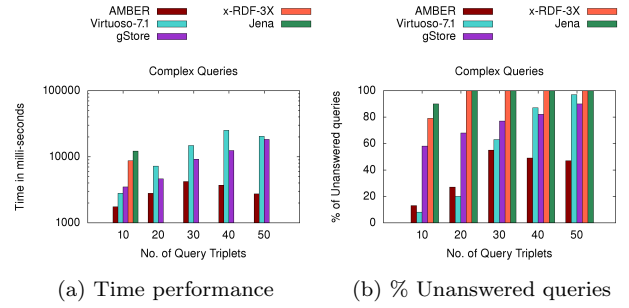 AMBER
Virtuoso-7.1
gStore
x-RDF-3X
Jena
Complex Queries
Time in milli-seconds
100000
10000
1000
10 20 30 40 50
No. of Query Triplets
(a) Time performance
AMBER
Virtuoso-7.1
gStore
x-RDF-3X
Jena
Complex Queries
% of Unanswered queries
100
80
60
40
20
0
10 20 30 40 50
No. of Query Triplets
(b) % Unanswered queries